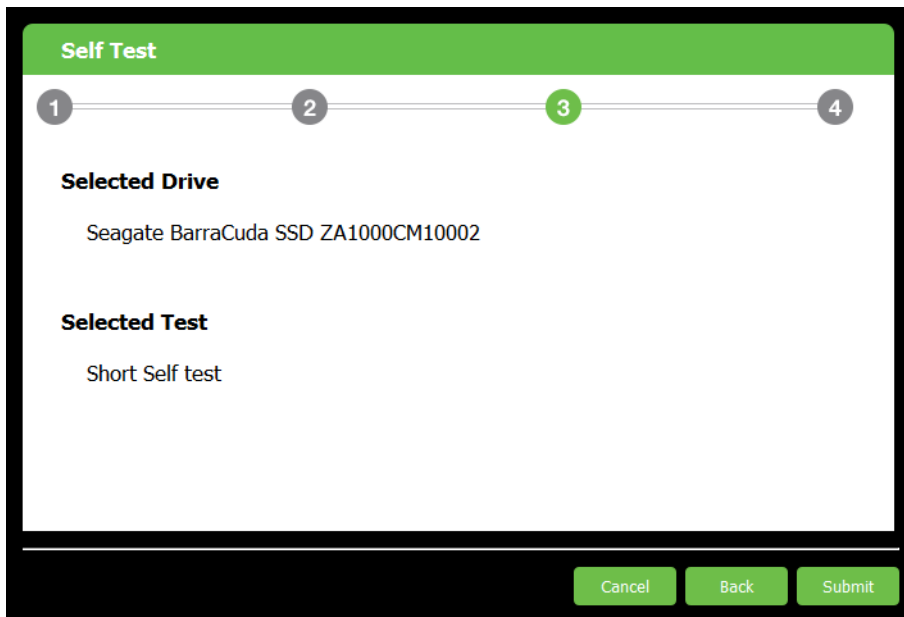 Self Test
1 2 3 4
Selected Drive
Seagate BarraCuda SSD ZA1000CM10002
Selected Test
Short Self test
Cancel Back Submit